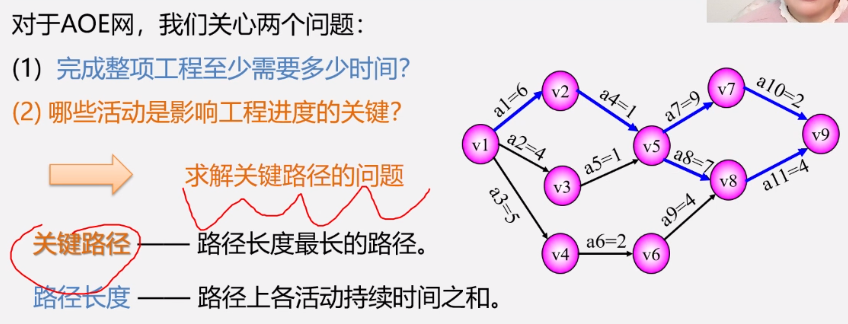 对于AOE网，我们关心两个问题：
(1) 完成整项工程至少需要多少时间？
(2) 哪些活动是影响工程进度的关键？
求解关键路径的问题
关键路径 —— 路径长度最长的路径。
路径长度 —— 路径上各活动持续时间之和。
v1
v2
v3
v4
v5
v6
v7
v8
v9
a1=6
a2=4
a3=5
a4=1
a5=1
a6=2
a7=9
a8=7
a9=4
a10=2
a11=4